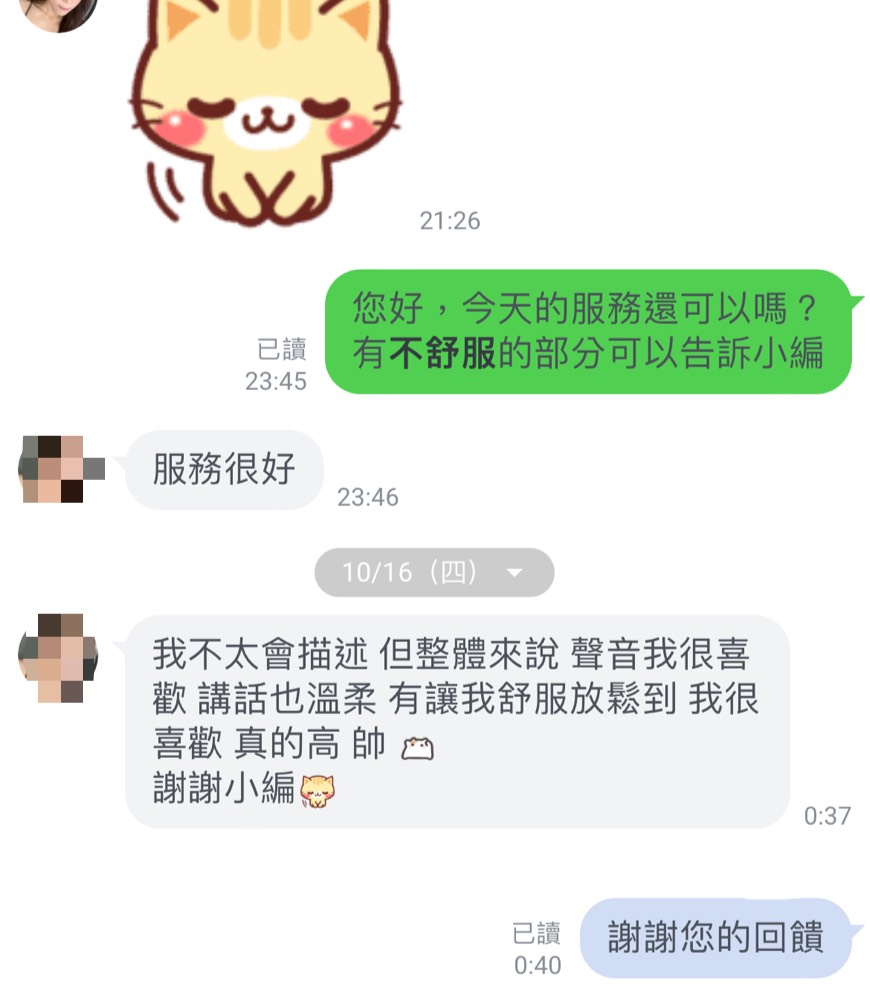 21:26
您好，今天的服務還可以嗎？
有不舒服的部分可以告訴小編
已讀
23:45
服務很好
23:46
10/16（四）
我不太會描述 但整體來說 聲音我很喜
歡 講話也溫柔 有讓我舒服放鬆到 我很
喜歡 真的高 帥
謝謝小編
0:37
謝謝您的回饋
已讀
0:40